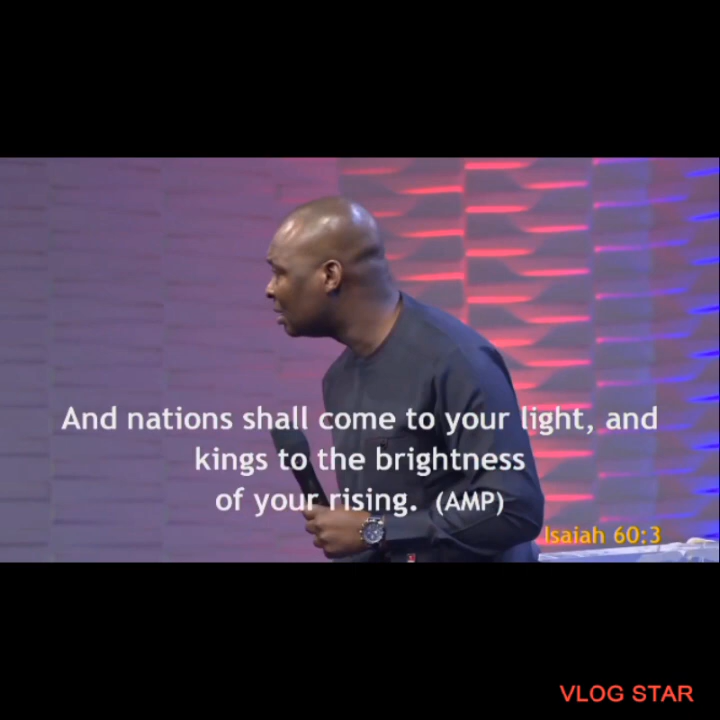 And nations shall come to your light, and
kings to the brightness
of your rising. (AMP)
Isaiah 60:3
VLOG STAR